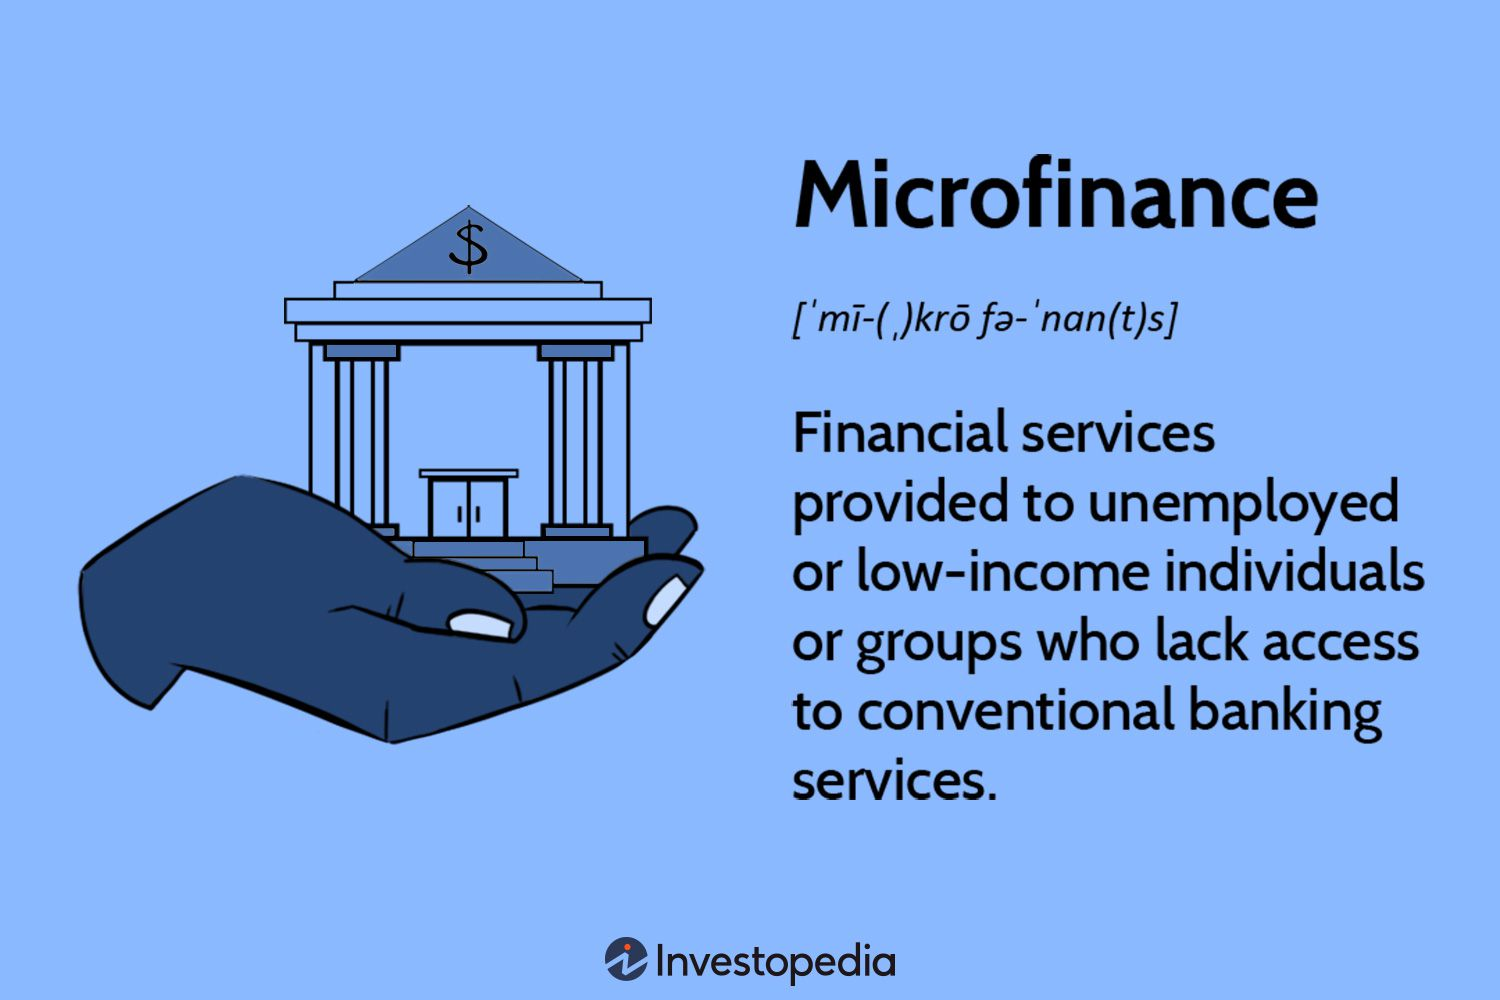 $
Microfinance
[ˈmī-(ˌ)krō fə-ˈnan(t)s]
Financial services
provided to unemployed
or low-income individuals
or groups who lack access
to conventional banking
services.
Investopedia